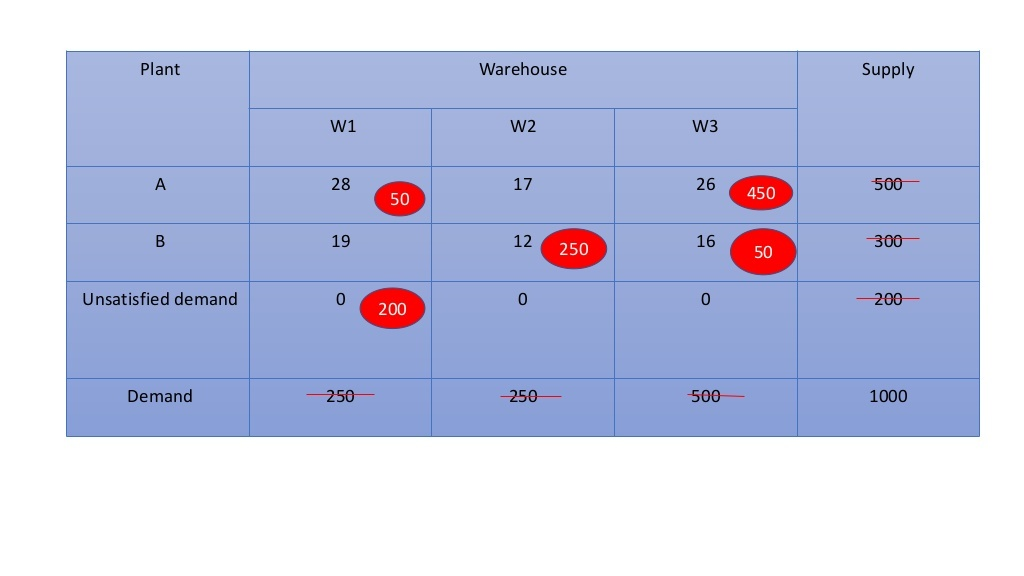 Plant Warehouse Supply
W1 W2 W3
A 28 50 17 26 450 500
B 19 12 250 16 50 300
Unsatisfied demand 0 200 0 0 200
Demand 250 250 500 1000